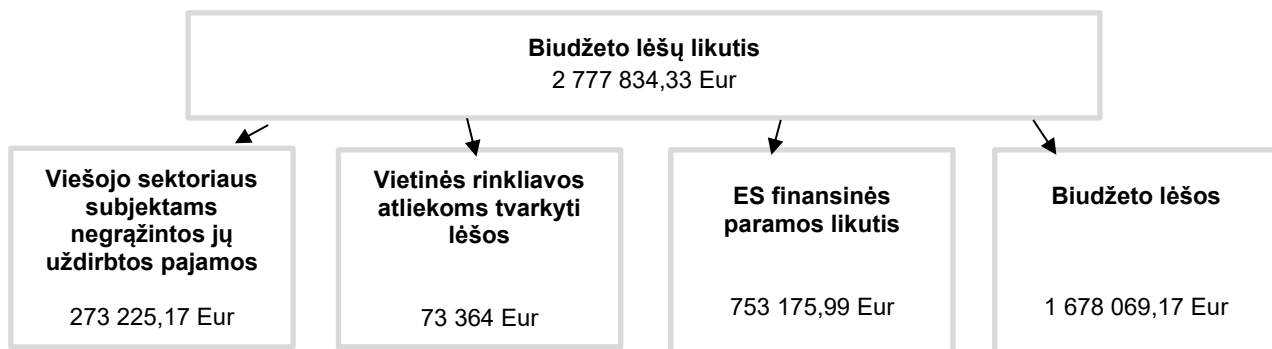 Biudžeto lėšų likutis
2 777 834,33 Eur
Viešojo sektoriaus
subjektams
negrąžintos jų
uždirbtos pajamos
273 225,17 Eur
Vietinės rinkliavos
atliekoms tvarkyti
lėšos
73 364 Eur
ES finansinės
paramos likutis
753 175,99 Eur
Biudžeto lėšos
1 678 069,17 Eur